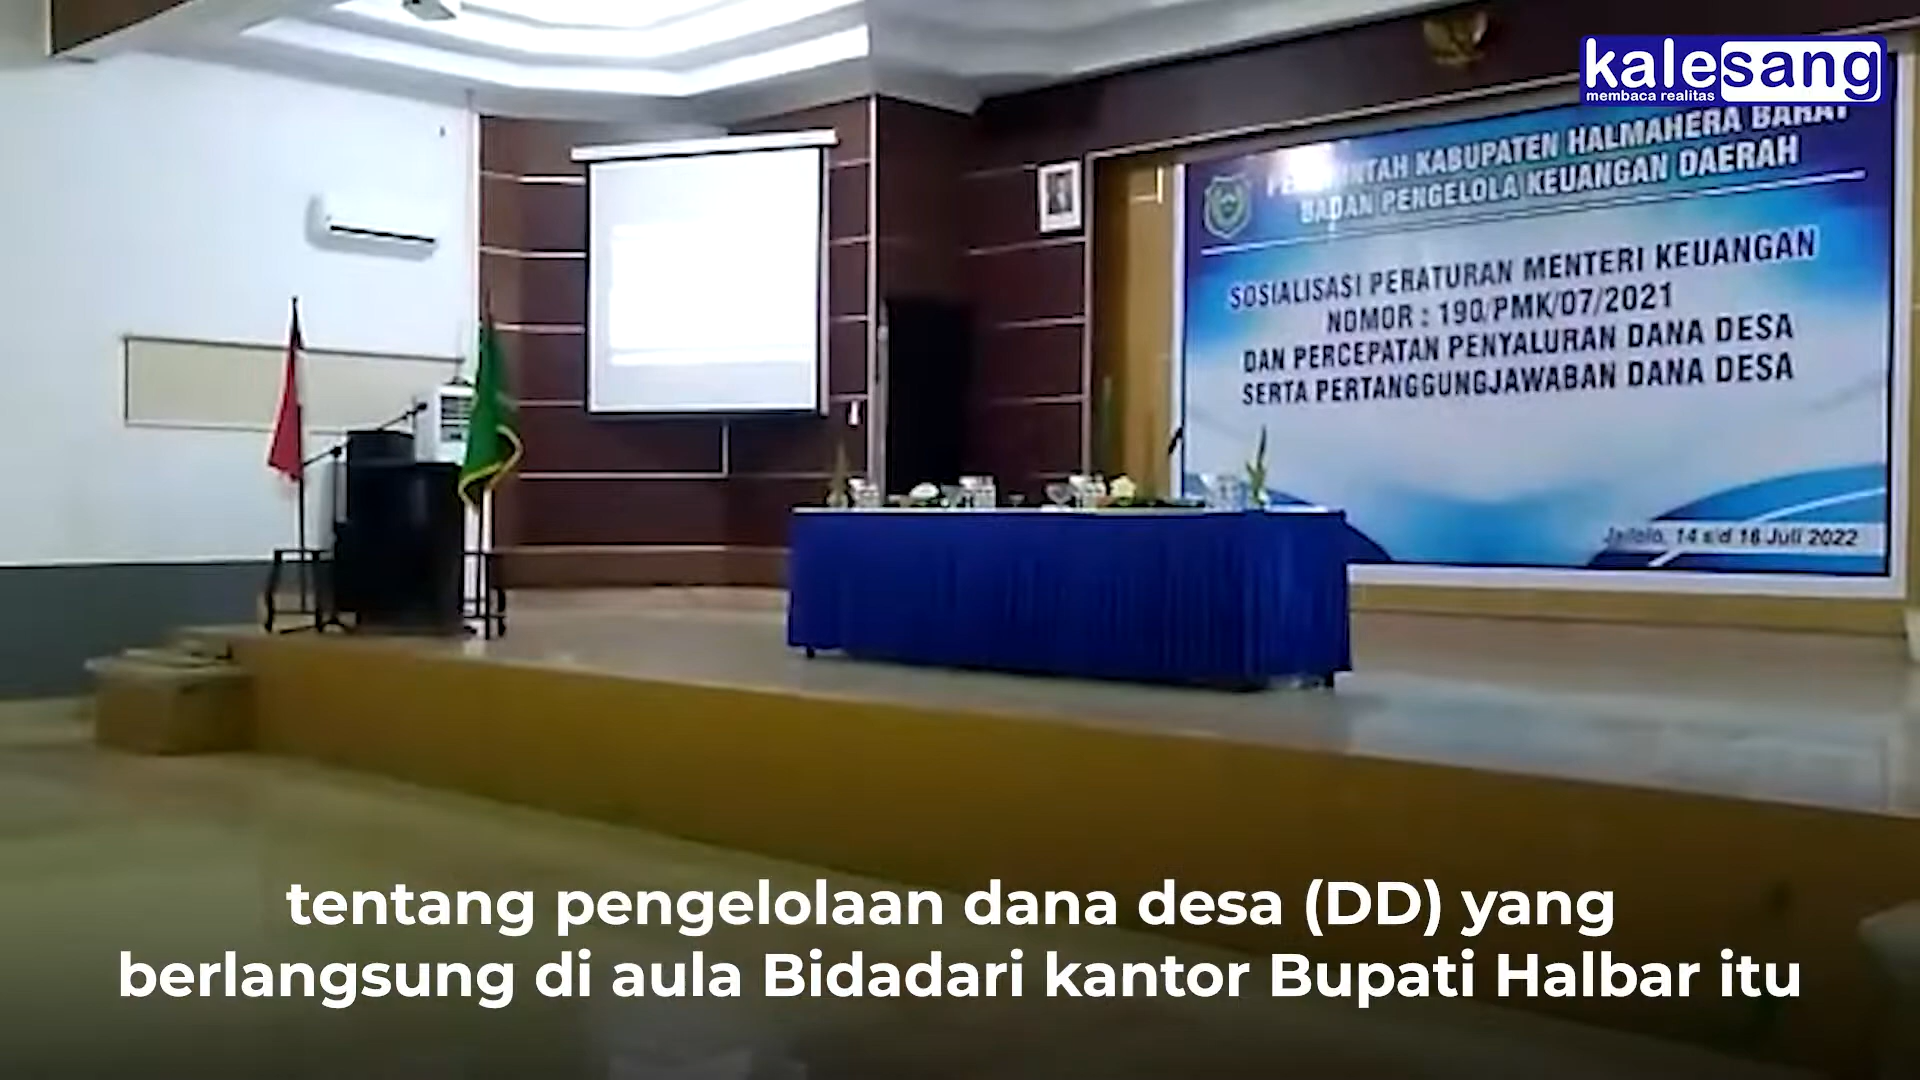 kalesang
membaca realitas
PEMERINTAH KABUPATEN HALMAHERA BARAT
BADAN PENGELOLA KEUANGAN DAERAH
SOSIALISASI PERATURAN MENTERI KEUANGAN
NOMOR : 190/PMK/07/2021
DAN PERCEPATAN PENYALURAN DANA DESA
SERTA PERTANGGUNGJAWABAN DANA DESA
Jailolo, 14 s/d 16 Juli 2022
tentang pengelolaan dana desa (DD) yang
berlangsung di aula Bidadari kantor Bupati Halbar itu